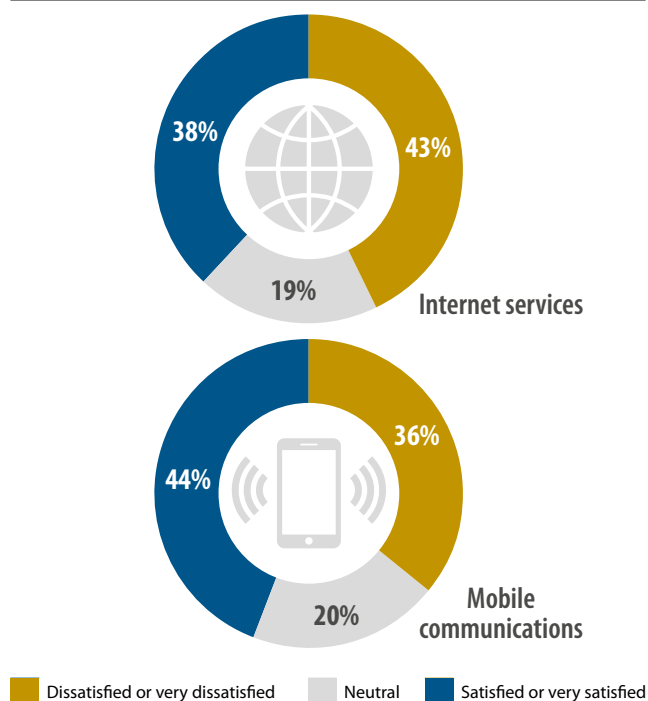 38%
43%
19%
Internet services
36%
44%
20%
Mobile
communications
Dissatisfied or very dissatisfied Neutral Satisfied or very satisfied